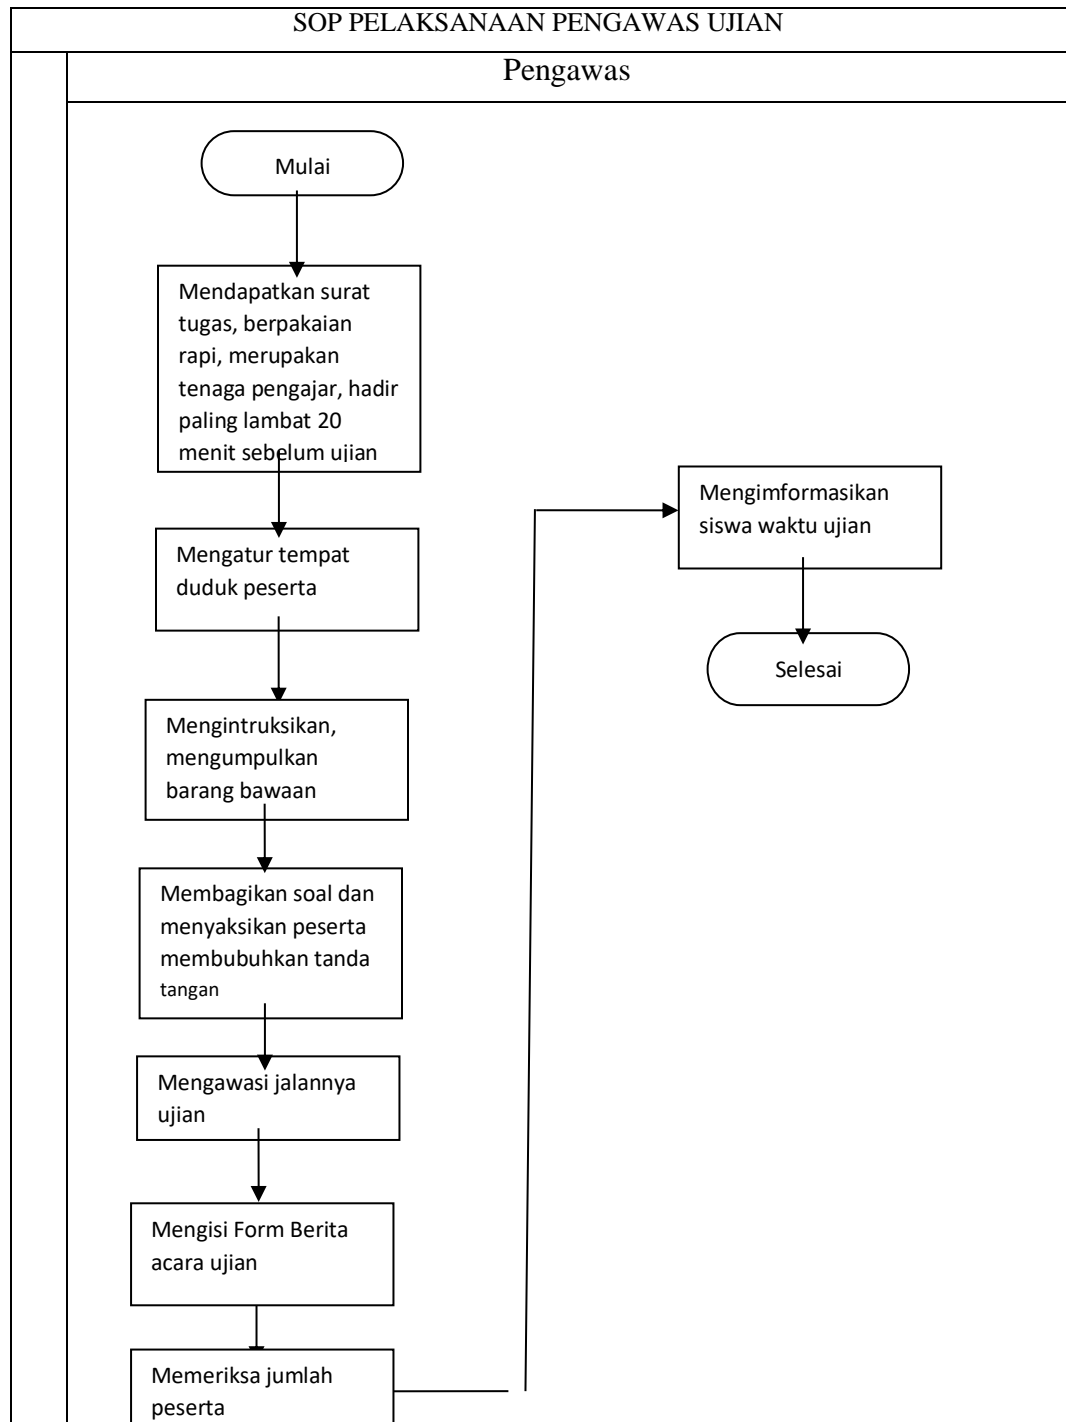 SOP PELAKSANAAN PENGAWAS UJIAN
Pengawas
Mulai
Mendapatkan surat
tugas, berpakaian
rapi, merupakan
tenaga pengajar, hadir
paling lambat 20
menit sebelum ujian
Mengatur tempat
duduk peserta
Mengintruksikan,
mengumpulkan
barang bawaan
Membagikan soal dan
menyaksikan peserta
membubuhkan tanda
tangan
Mengawasi jalannya
ujian
Mengisi Form Berita
acara ujian
Memeriksa jumlah
peserta
Mengimformasikan
siswa waktu ujian
Selesai